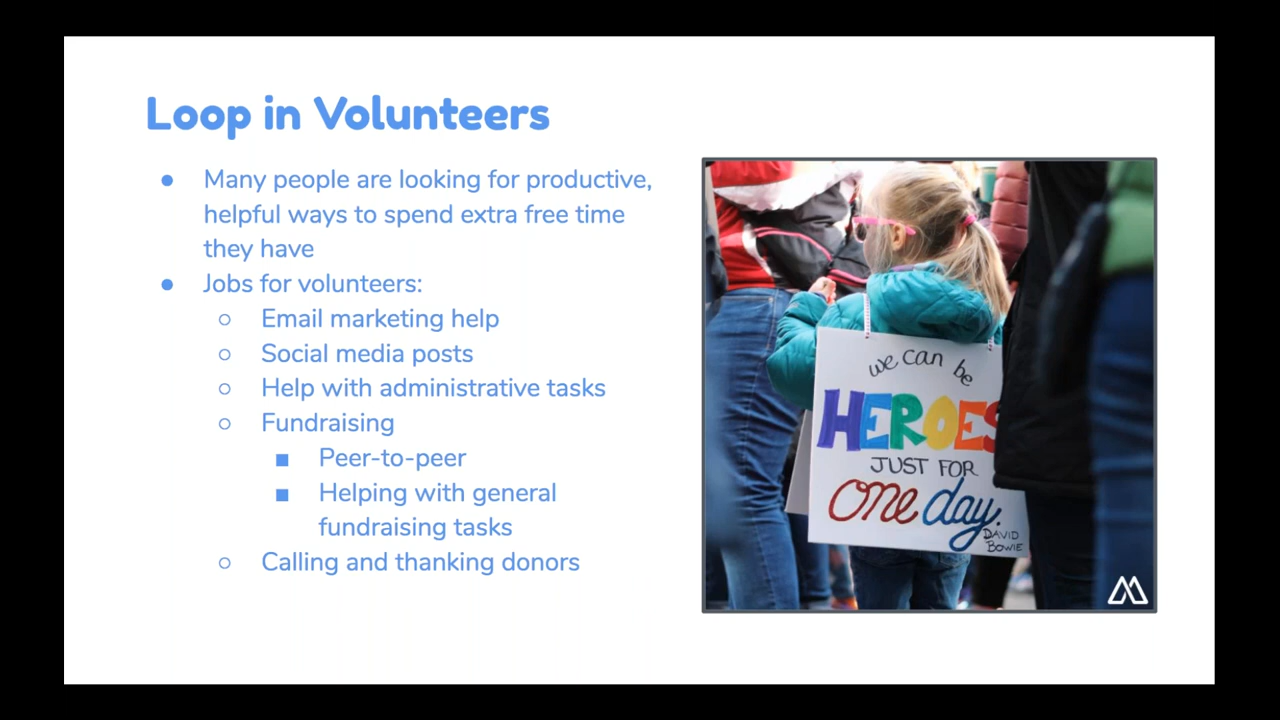 Loop in Volunteers
● Many people are looking for productive,
helpful ways to spend extra free time
they have
● Jobs for volunteers:
○ Email marketing help
○ Social media posts
○ Help with administrative tasks
○ Fundraising
■ Peer-to-peer
■ Helping with general
fundraising tasks
○ Calling and thanking donors
we can be
HEROES
JUST FOR
one day.
DAVID
BOWIE